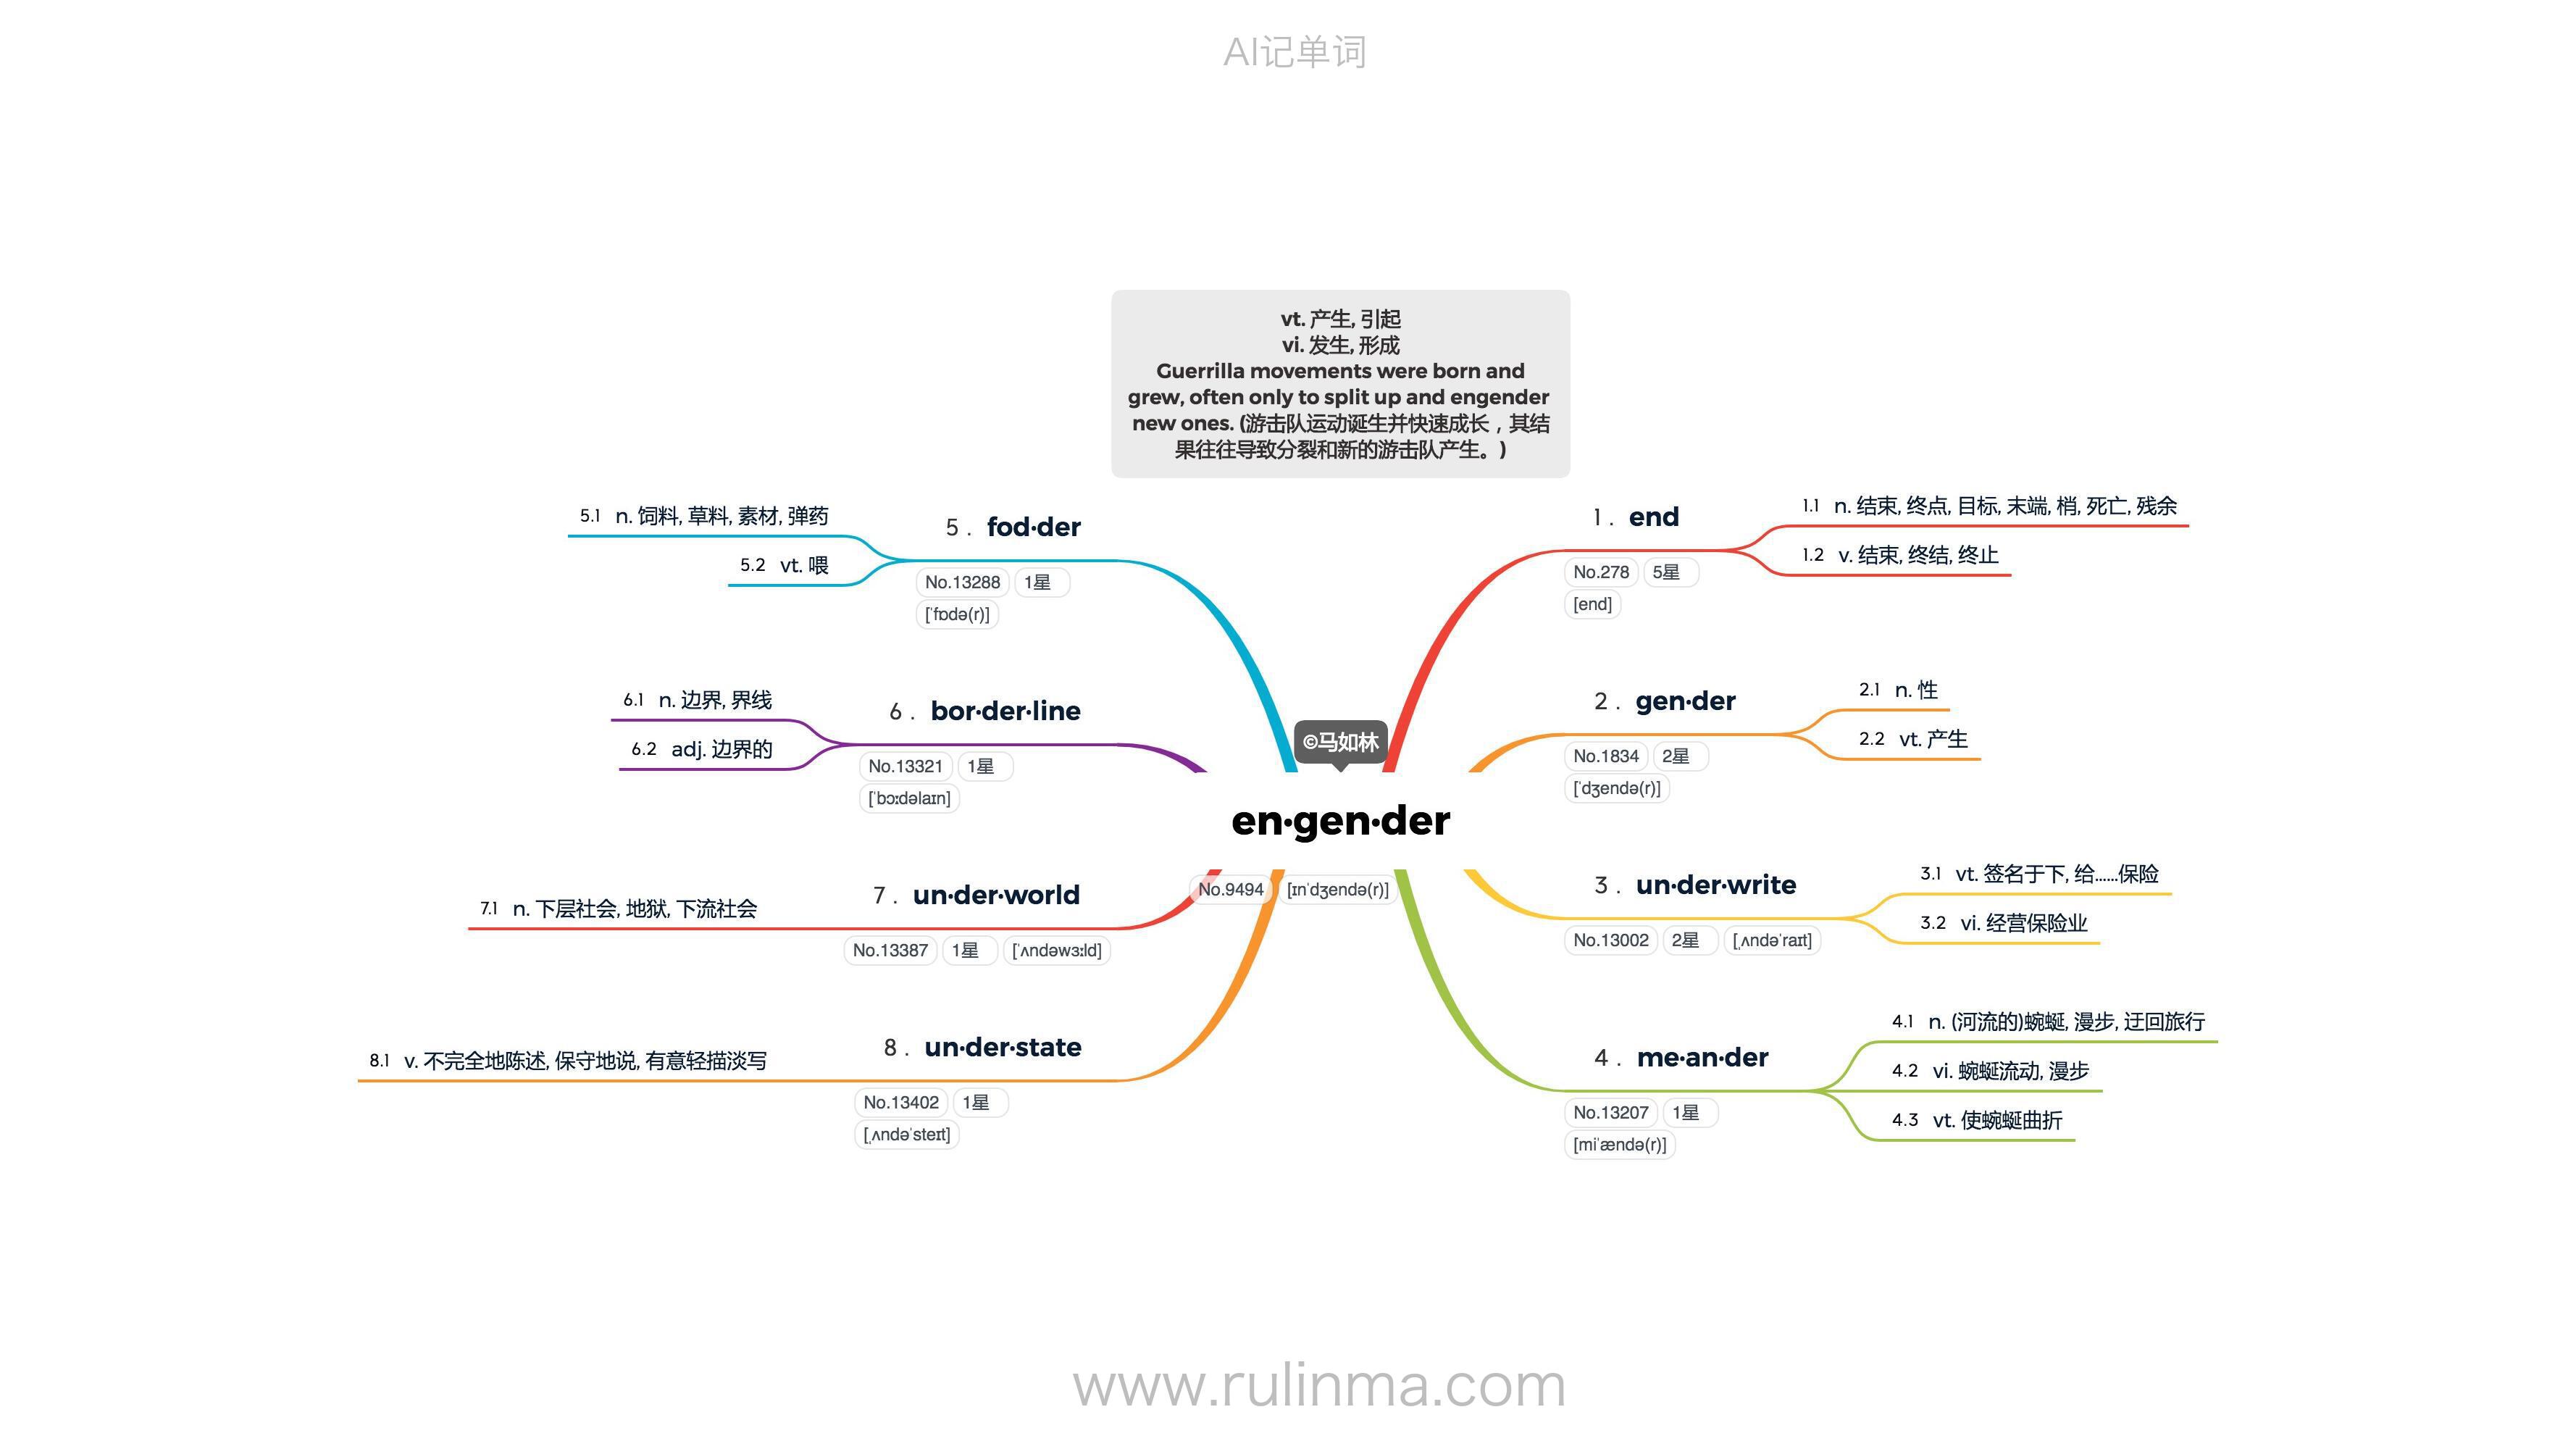 AI记单词
vt. 产生, 引起
vi. 发生, 形成
Guerrilla movements were born and
grew, often only to split up and engender
new ones. (游击队运动诞生并快速成长，其结
果往往导致分裂和新的游击队产生。)
©马如林
en·gen·der
No.9494 [ɪnˈdʒendə(r)]
1. end
No.278 5星
[end]
1.1 n. 结束, 终点, 目标, 末端, 梢, 死亡, 残余
1.2 v. 结束, 终结, 终止
2. gen·der
No.1834 2星
[ˈdʒendə(r)]
2.1 n. 性
2.2 vt. 产生
3. un·der·write
No.13002 2星 [ˌʌndəˈraɪt]
3.1 vt. 签名于下, 给……保险
3.2 vi. 经营保险业
4. me·an·der
No.13207 1星
[miˈændə(r)]
4.1 n. (河流的)蜿蜒, 漫步, 迂回旅行
4.2 vi. 蜿蜒流动, 漫步
4.3 vt. 使蜿蜒曲折
5. fod·der
No.13288 1星
[ˈfɒdə(r)]
5.1 n. 饲料, 草料, 素材, 弹药
5.2 vt. 喂
6. bor·der·line
No.13321 1星
[ˈbɔːdəlaɪn]
6.1 n. 边界, 界线
6.2 adj. 边界的
7. un·der·world
No.13387 1星 [ˈʌndəwɜːld]
7.1 n. 下层社会, 地狱, 下流社会
8. un·der·state
No.13402 1星
[ˌʌndəˈsteɪt]
8.1 v. 不完全地陈述, 保守地说, 有意轻描淡写
www.rulinma.com